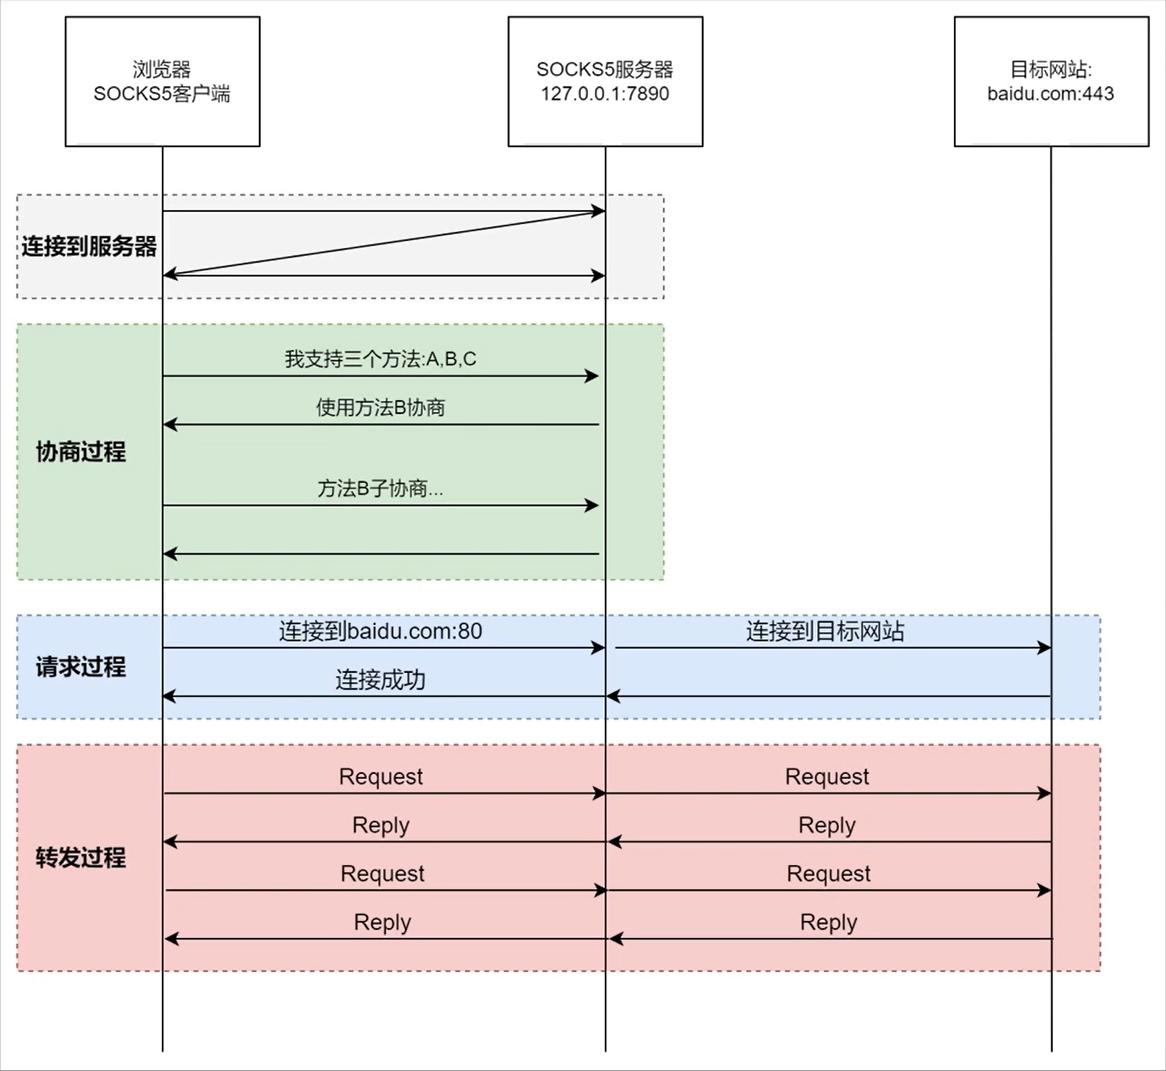 浏览器
SOCKS5客户端
SOCKS5服务器
127.0.0.1:7890
目标网站:
baidu.com:443
连接到服务器
我支持三个方法:A,B,C
使用方法B协商
协商过程
方法B子协商...
连接到baidu.com:80
连接到目标网站
请求过程
连接成功
Request
Request
Reply
Reply
转发过程
Request
Request
Reply
Reply